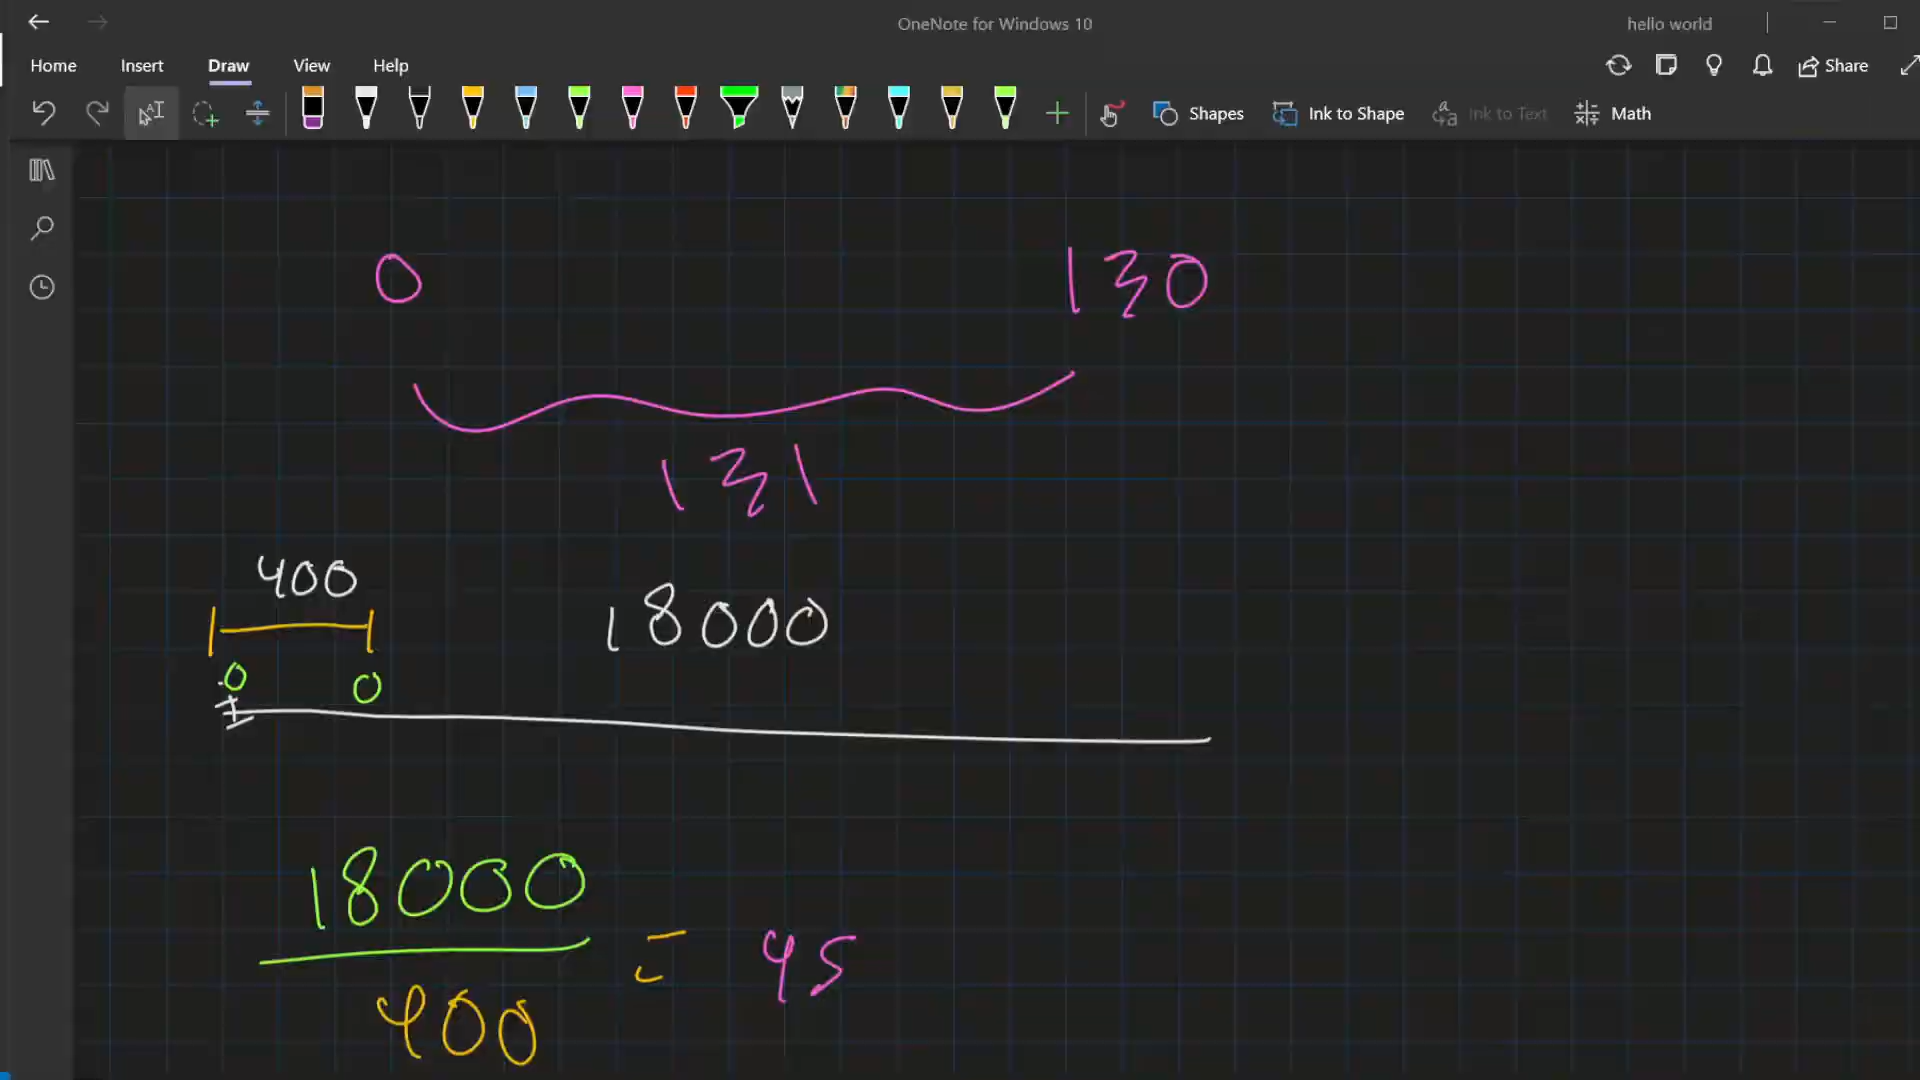 OneNote for Windows 10
hello world
Home Insert Draw View Help
Share
Shapes Ink to Shape Ink to Text Math
0 130
131
400
18000
0 0
18000
= 45
400